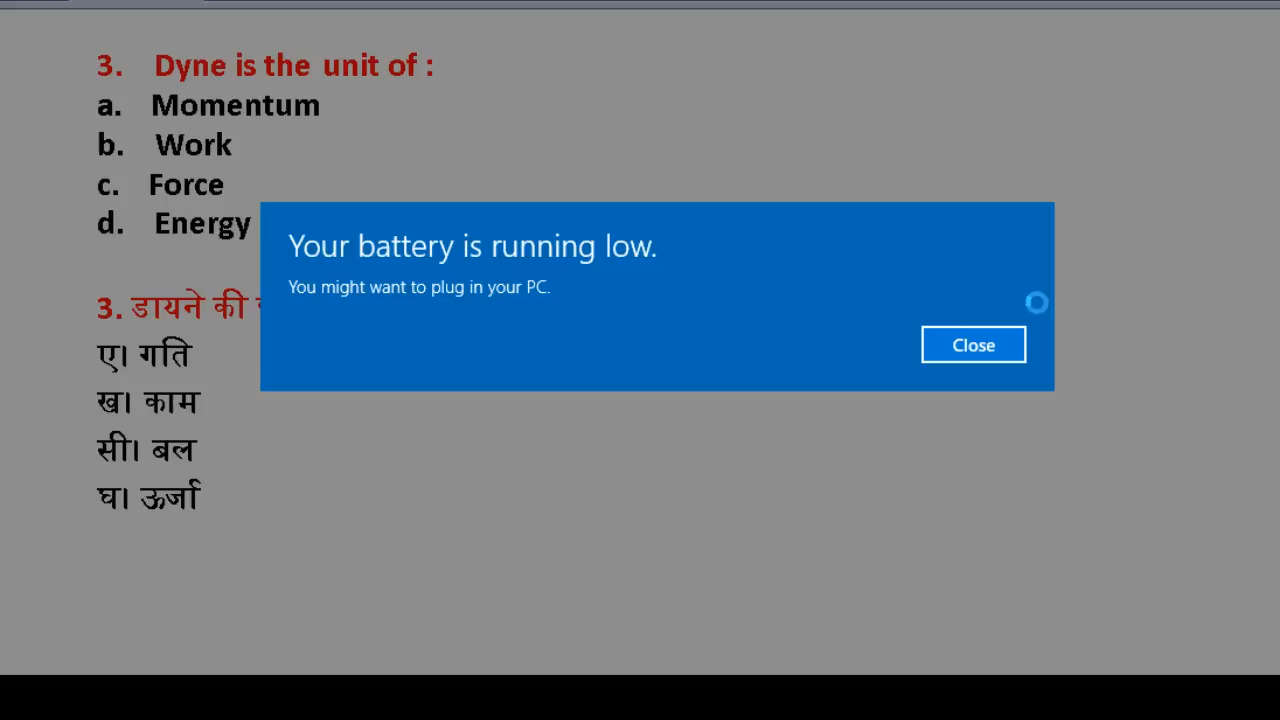 3. Dyne is the unit of :
a. Momentum
b. Work
c. Force
d. Energy
Your battery is running low.
You might want to plug in your PC.
Close
3. डायने की
ए। गति
ख। काम
सी। बल
घ। ऊर्जा